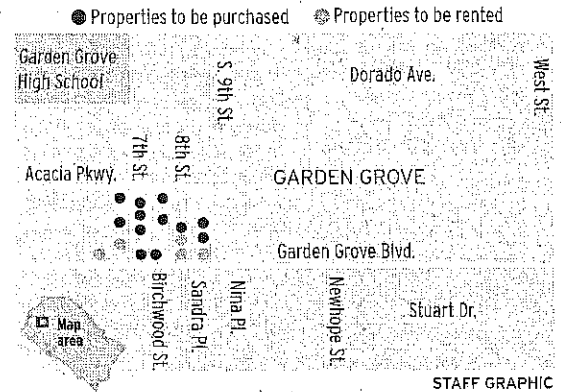 Properties to be purchased
Properties to be rented
Garden Grove
High School
S. 9th St.
Dorado Ave.
West St.
Acacia Pkwy.
7th St.
8th St.
GARDEN GROVE
Garden Grove Blvd.
Birchwood St.
Sandra Pl.
Nina Pl.
Newhope St.
Stuart Dr.
Map
area
STAFF GRAPHIC